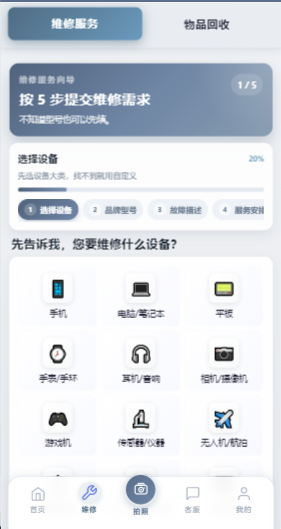 维修服务
物品回收
维修服务向导
1 / 5
按 5 步提交维修需求
不知道型号也可以先填。
选择设备
20%
先选设备大类，找不到就用自定义
1 选择设备
2 品牌型号
3 故障描述
4 服务安排
先告诉我，您要维修什么设备？
手机
电脑/笔记本
平板
手表/手环
耳机/音响
相机/摄像机
游戏机
传感器/仪器
无人机/航拍
首页
维修
拍照
客服
我的